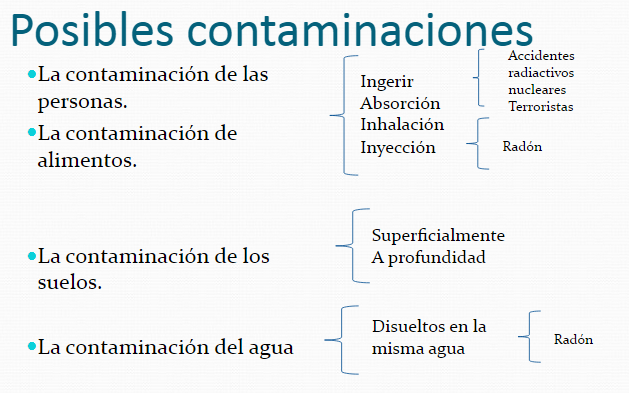 Posibles contaminaciones
•La contaminación de las
personas.
•La contaminación de
alimentos.
Ingerir
Absorción
Inhalación
Inyección
Accidentes
radiactivos
nucleares
Terroristas
Radón
•La contaminación de los
suelos.
Superficialmente
A profundidad
•La contaminación del agua
Disueltos en la
misma agua
Radón